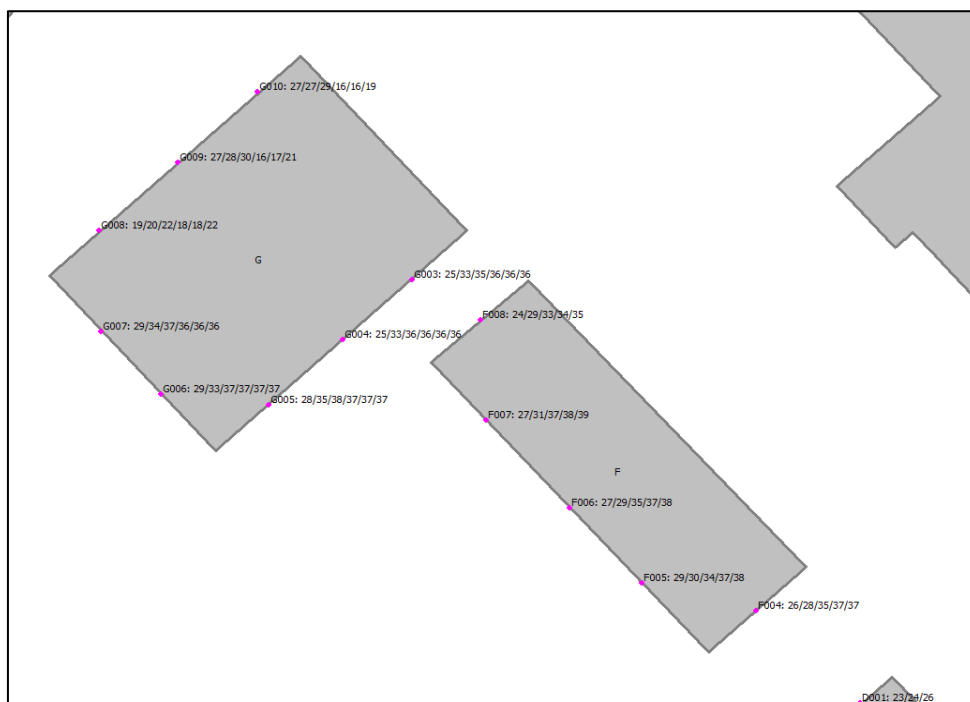 G010: 27/27/29/16/16/19
G009: 27/28/30/16/17/21
G008: 19/20/22/18/18/22
G
G003: 25/33/35/36/36/36
F008: 24/29/33/34/35
G007: 29/34/37/36/36/36
G004: 25/33/36/36/36/36
G006: 29/33/37/37/37/37
G005: 28/35/38/37/37/37
F007: 27/31/37/38/39
F
F006: 27/29/35/37/38
F005: 29/30/34/37/38
F004: 26/28/35/37/37
D001: 23/24/26